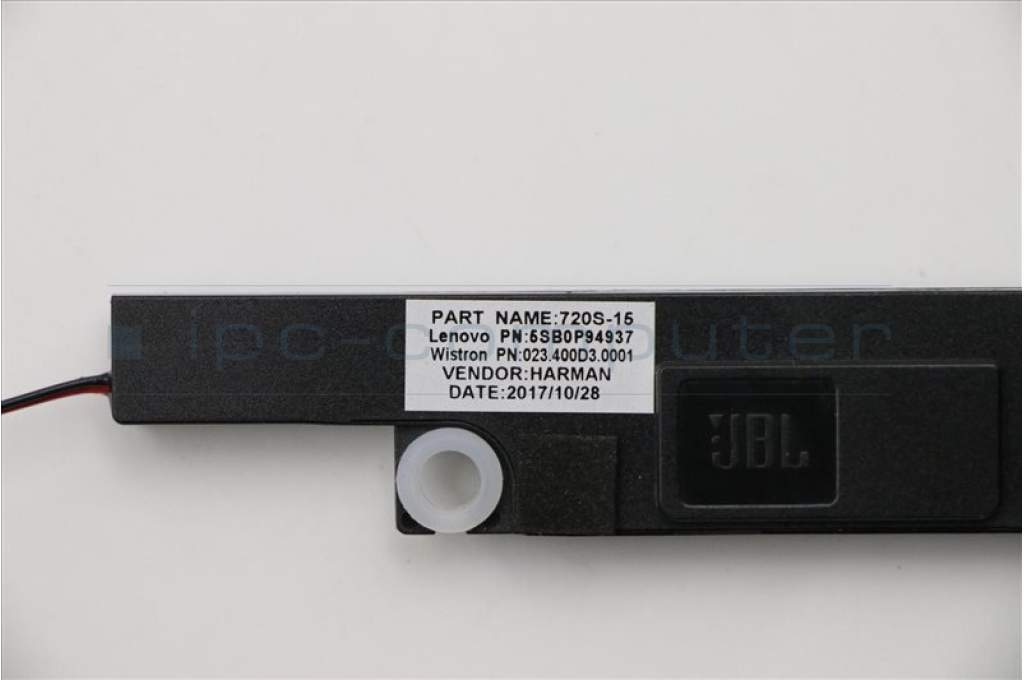 PART NAME:720S-15
Lenovo PN:5SB0P94937
Wistron PN:023.400D3.0001
VENDOR:HARMAN
DATE:2017/10/28
ipc-computer
JBL